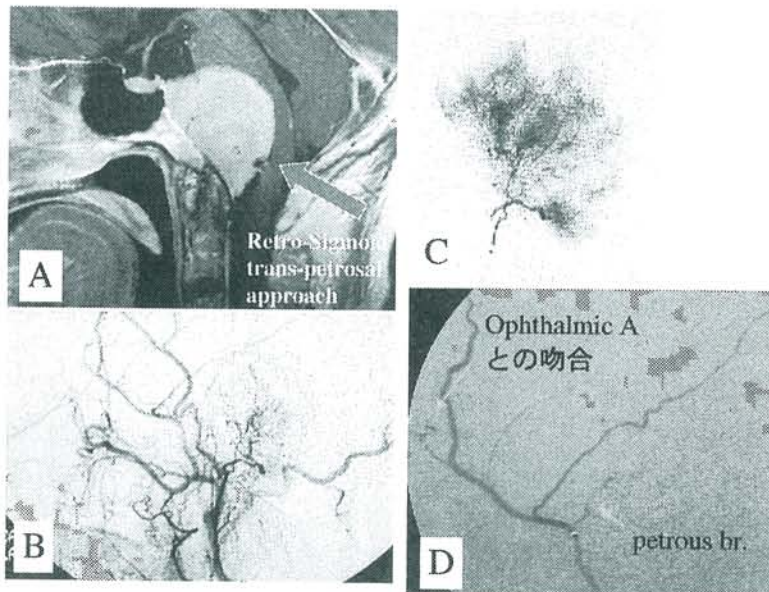 Retro-Sigmoid
trans-petrosal
approach
A
B
C
Ophthalmic A
との吻合
petrous br.
D